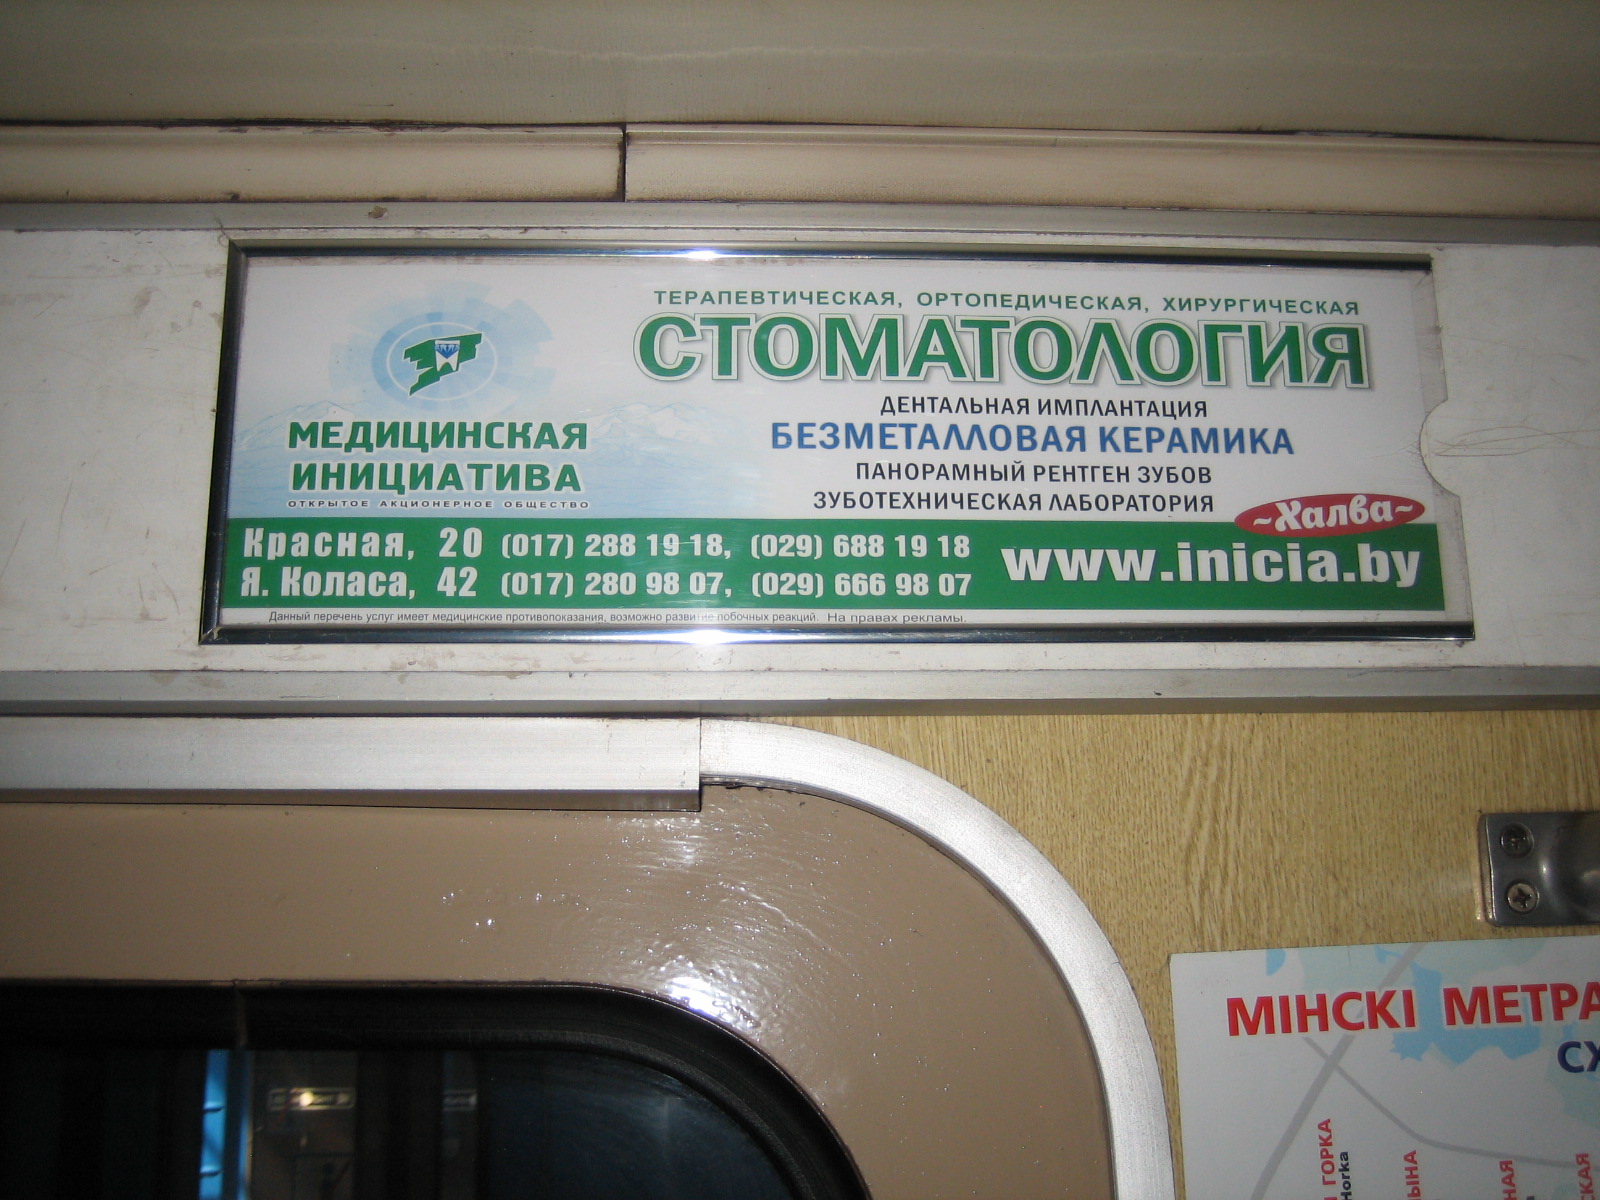 ТЕРАПЕВТИЧЕСКАЯ, ОРТОПЕДИЧЕСКАЯ, ХИРУРГИЧЕСКАЯ
СТОМАТОЛОГИЯ
ДЕНТАЛЬНАЯ ИМПЛАНТАЦИЯ
БЕЗМЕТАЛЛОВАЯ КЕРАМИКА
ПАНОРАМНЫЙ РЕНТГЕН ЗУБОВ
ЗУБОТЕХНИЧЕСКАЯ ЛАБОРАТОРИЯ
МЕДИЦИНСКАЯ
ИНИЦИАТИВА
ОТКРЫТОЕ АКЦИОНЕРНОЕ ОБЩЕСТВО
~Халва~
Красная, 20 (017) 288 19 18, (029) 688 19 18
Я. Коласа, 42 (017) 280 98 07, (029) 666 98 07
www.inicia.by
Данный перечень услуг имеет медицинские противопоказания, возможно развитие побочных реакций. На правах рекламы.
МІНСКІ МЕТРА
СХ
ГОРКА
Horka